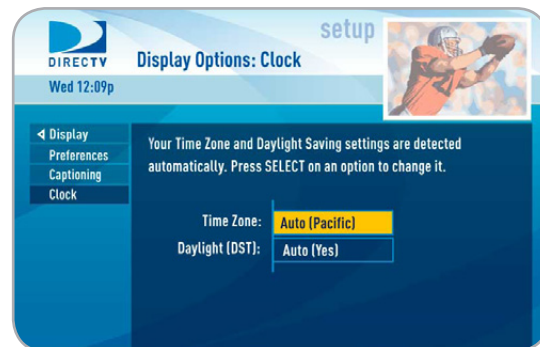 setup
DIRECTV
Display Options: Clock
Wed 12:09p
Display
Preferences
Captioning
Clock
Your Time Zone and Daylight Saving settings are detected
automatically. Press SELECT on an option to change it.
Time Zone: Auto (Pacific)
Daylight (DST): Auto (Yes)